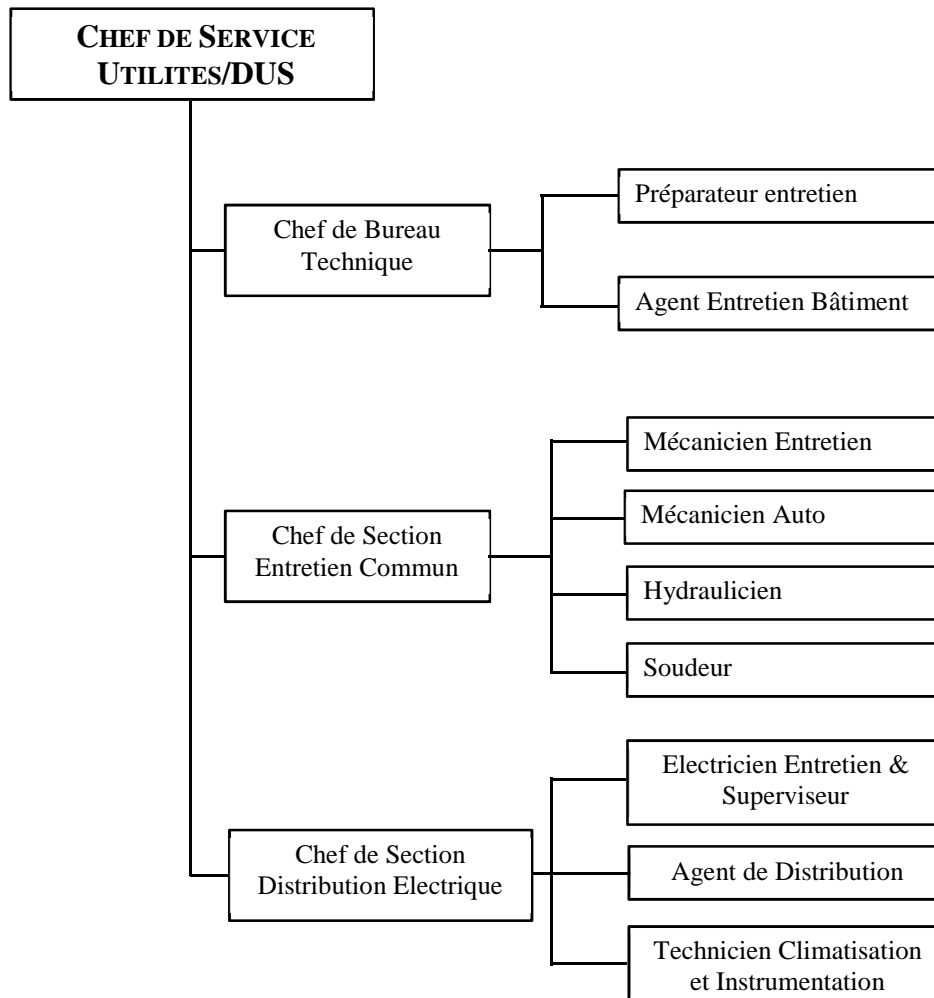 CHEF DE SERVICE
UTILITES/DUS
Préparateur entretien
Chef de Bureau
Technique
Agent Entretien Bâtiment
Mécanicien Entretien
Mécanicien Auto
Chef de Section
Entretien Commun
Hydraulicien
Soudeur
Electricien Entretien &
Superviseur
Chef de Section
Distribution Electrique
Agent de Distribution
Technicien Climatisation
et Instrumentation